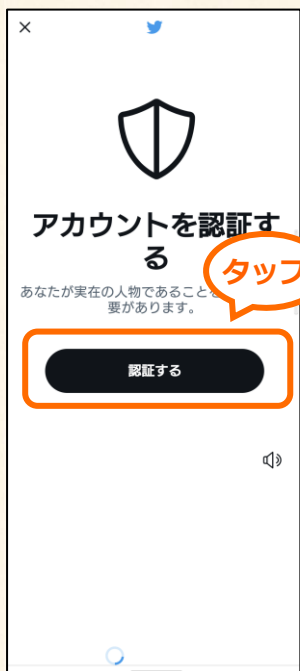 アカウントを認証す
る
タップ
あなたが実在の人物であることを
要があります。
認証する